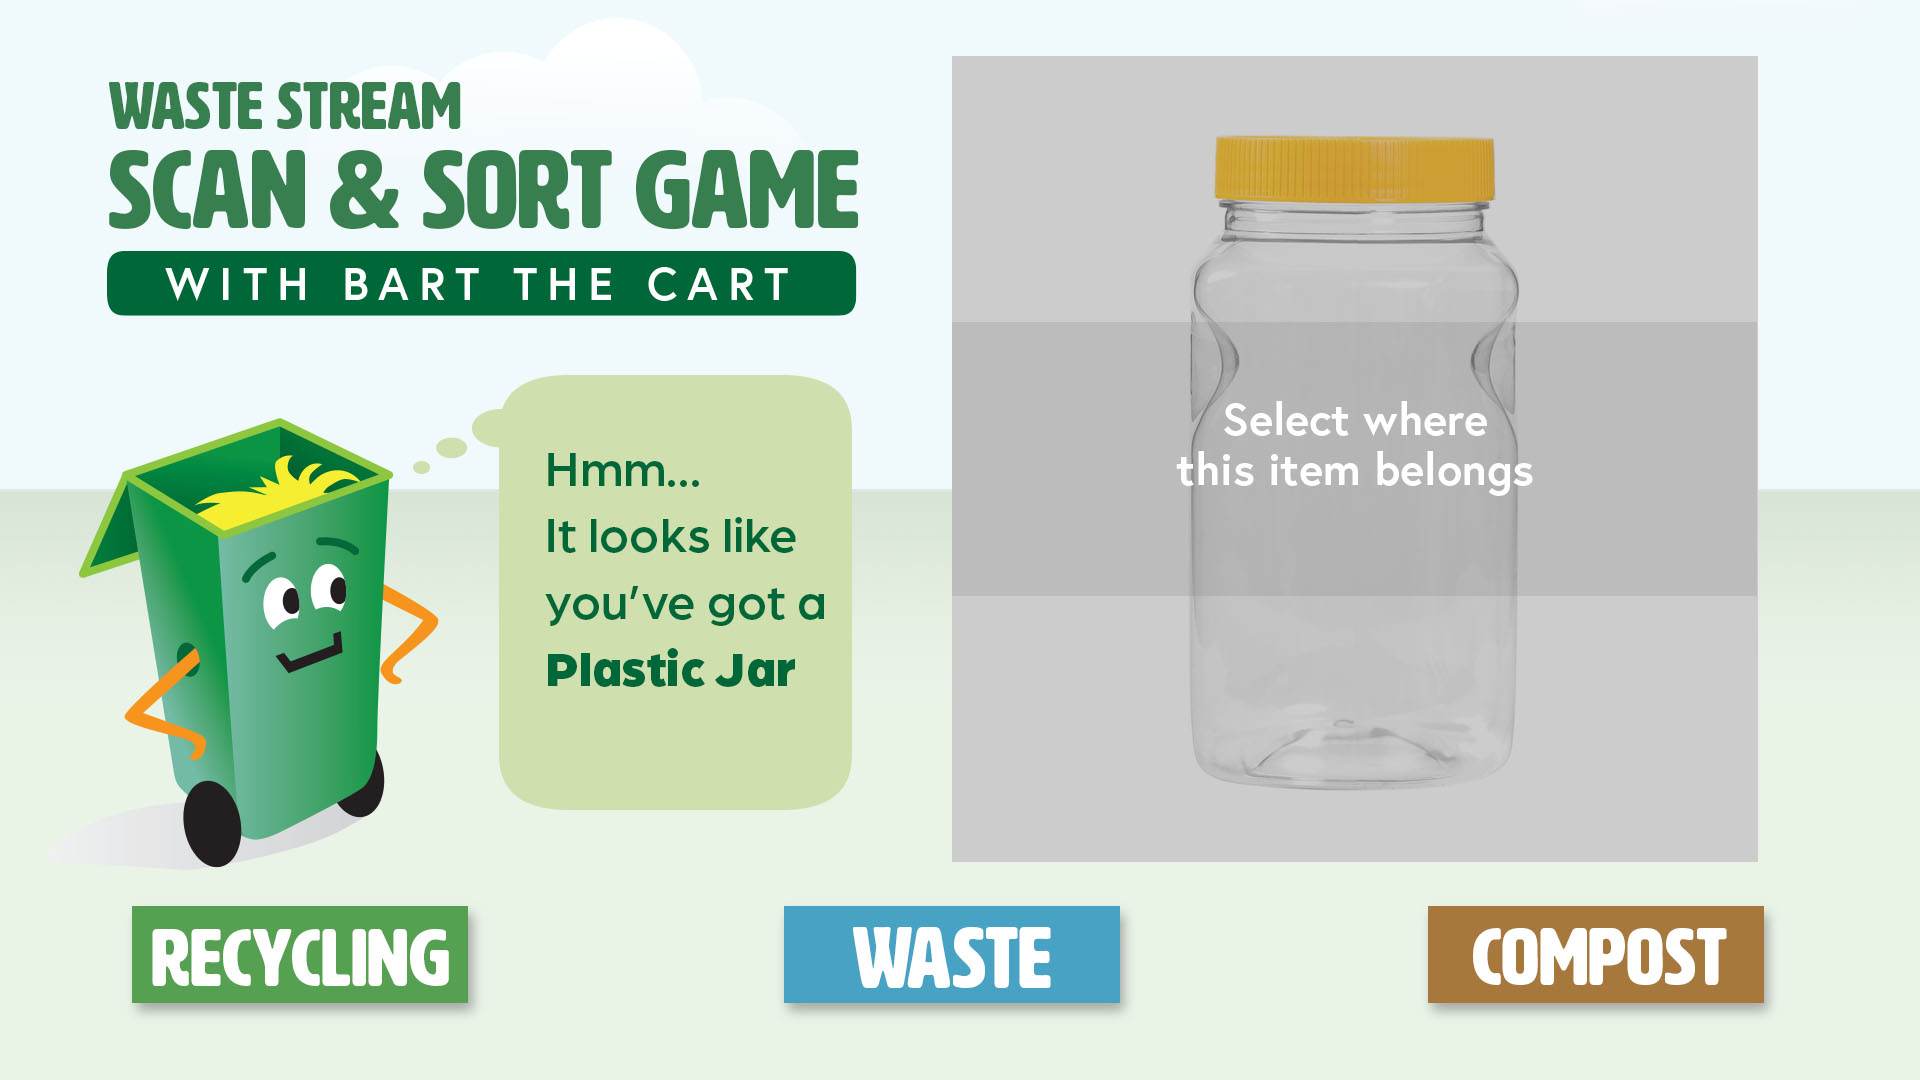 WASTE STREAM
SCAN & SORT GAME
WITH BART THE CART
Hmm...
It looks like
you've got a
Plastic Jar
Select where
this item belongs
RECYCLING
WASTE
COMPOST